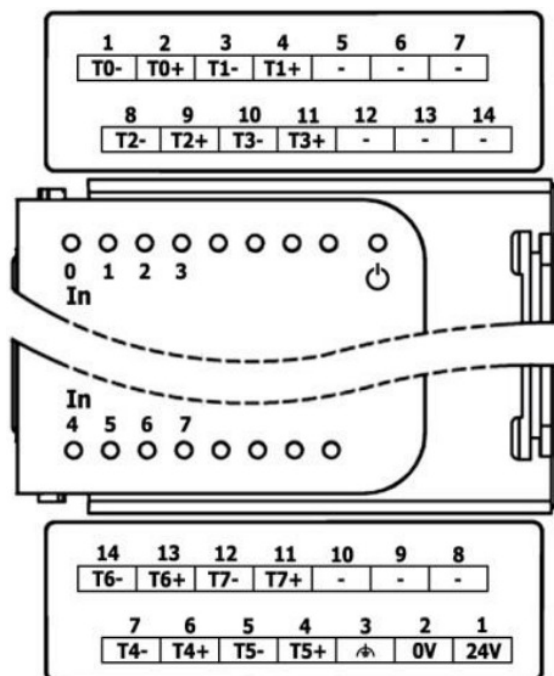 1 2 3 4 5 6 7
T0- T0+ T1- T1+ - - -
8 9 10 11 12 13 14
T2- T2+ T3- T3+ - - -
0 1 2 3
In
In
4 5 6 7
14 13 12 11 10 9 8
T6- T6+ T7- T7+ - - -
7 6 5 4 3 2 1
T4- T4+ T5- T5+ 0V 24V